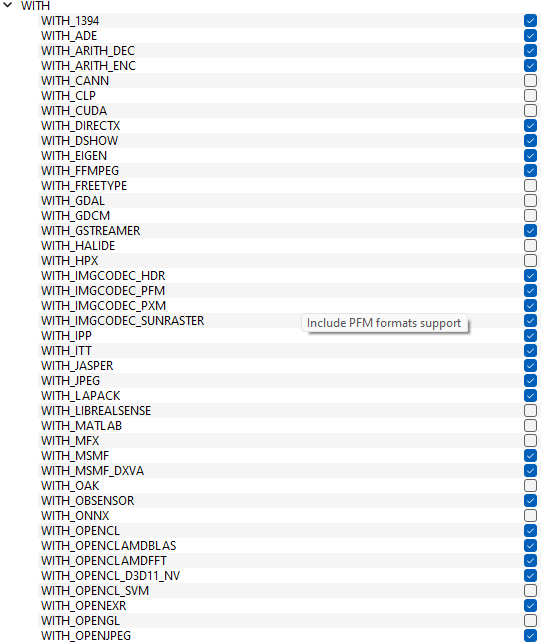 WITH
WITH_1394
WITH_ADE
WITH_ARITH_DEC
WITH_ARITH_ENC
WITH_CANN
WITH_CLP
WITH_CUDA
WITH_DIRECTX
WITH_DSHOW
WITH_EIGEN
WITH_FFMPEG
WITH_FREETYPE
WITH_GDAL
WITH_GDCM
WITH_GSTREAMER
WITH_HALIDE
WITH_HPX
WITH_IMGCODEC_HDR
WITH_IMGCODEC_PFM
WITH_IMGCODEC_PXM
WITH_IMGCODEC_SUNRASTER
Include PFM formats support
WITH_IPP
WITH_ITT
WITH_JASPER
WITH_JPEG
WITH_LAPACK
WITH_LIBREALSENSE
WITH_MATLAB
WITH_MFX
WITH_MSMF
WITH_MSMF_DXVA
WITH_OAK
WITH_OBSENSOR
WITH_ONNX
WITH_OPENCL
WITH_OPENCLAMDBLAS
WITH_OPENCLAMDFFT
WITH_OPENCL_D3D11_NV
WITH_OPENCL_SVM
WITH_OPENEXR
WITH_OPENGL
WITH_OPENJPEG